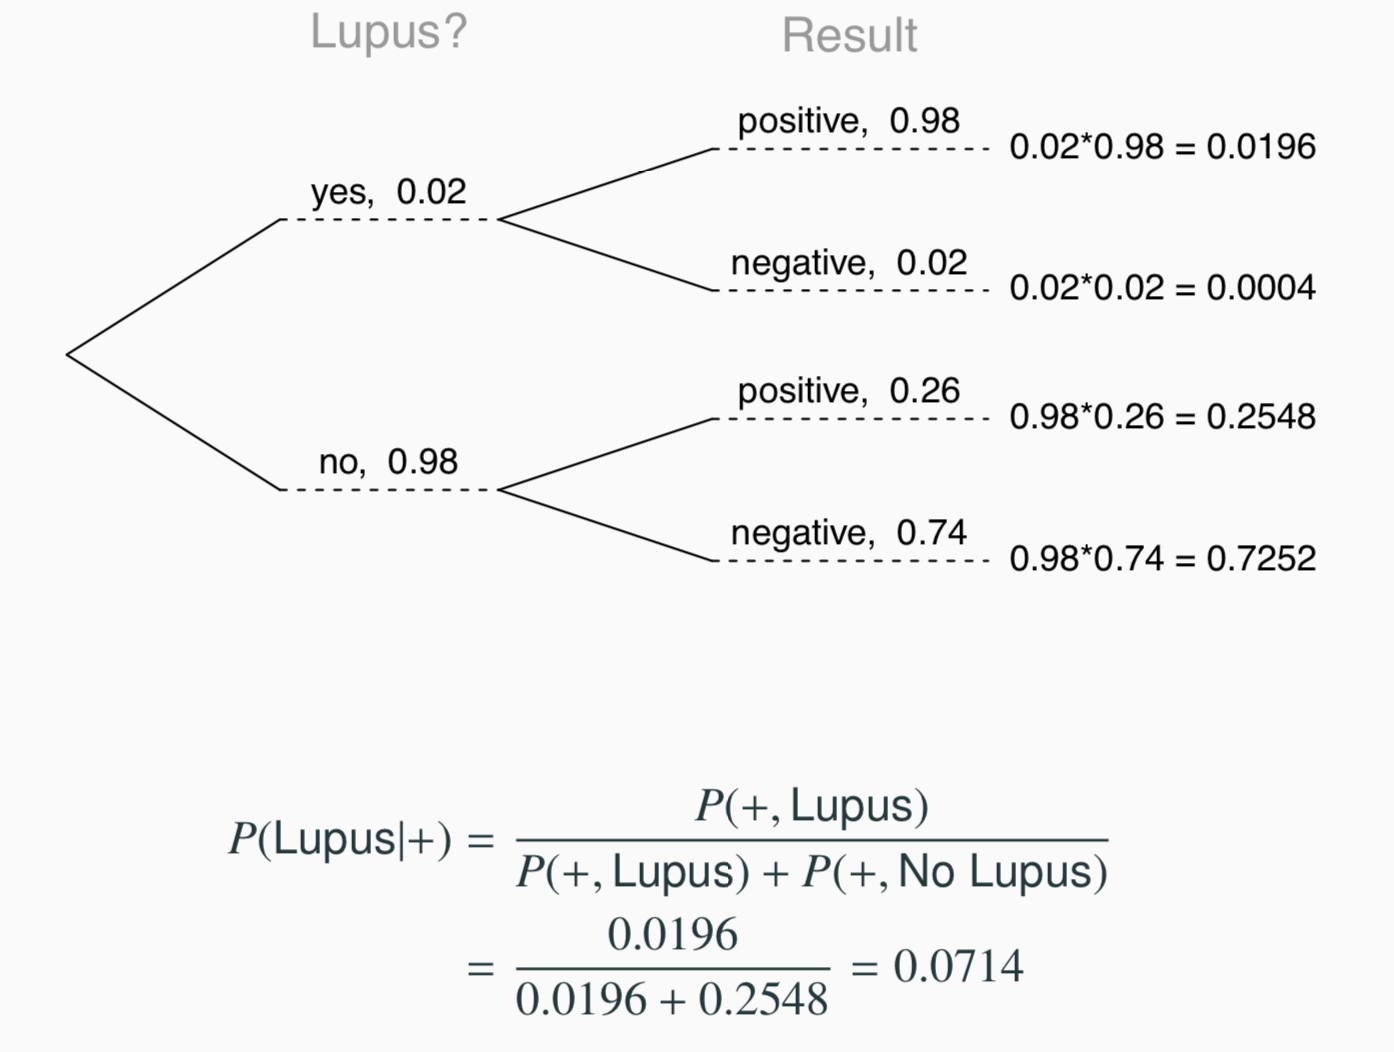 Lupus? Result
positive, 0.98 0.02*0.98 = 0.0196
yes, 0.02
negative, 0.02 0.02*0.02 = 0.0004
positive, 0.26 0.98*0.26 = 0.2548
no, 0.98
negative, 0.74 0.98*0.74 = 0.7252
P(Lupus|+) = P(+, Lupus) / P(+, Lupus) + P(+, No Lupus)
= 0.0196 / 0.0196 + 0.2548 = 0.0714